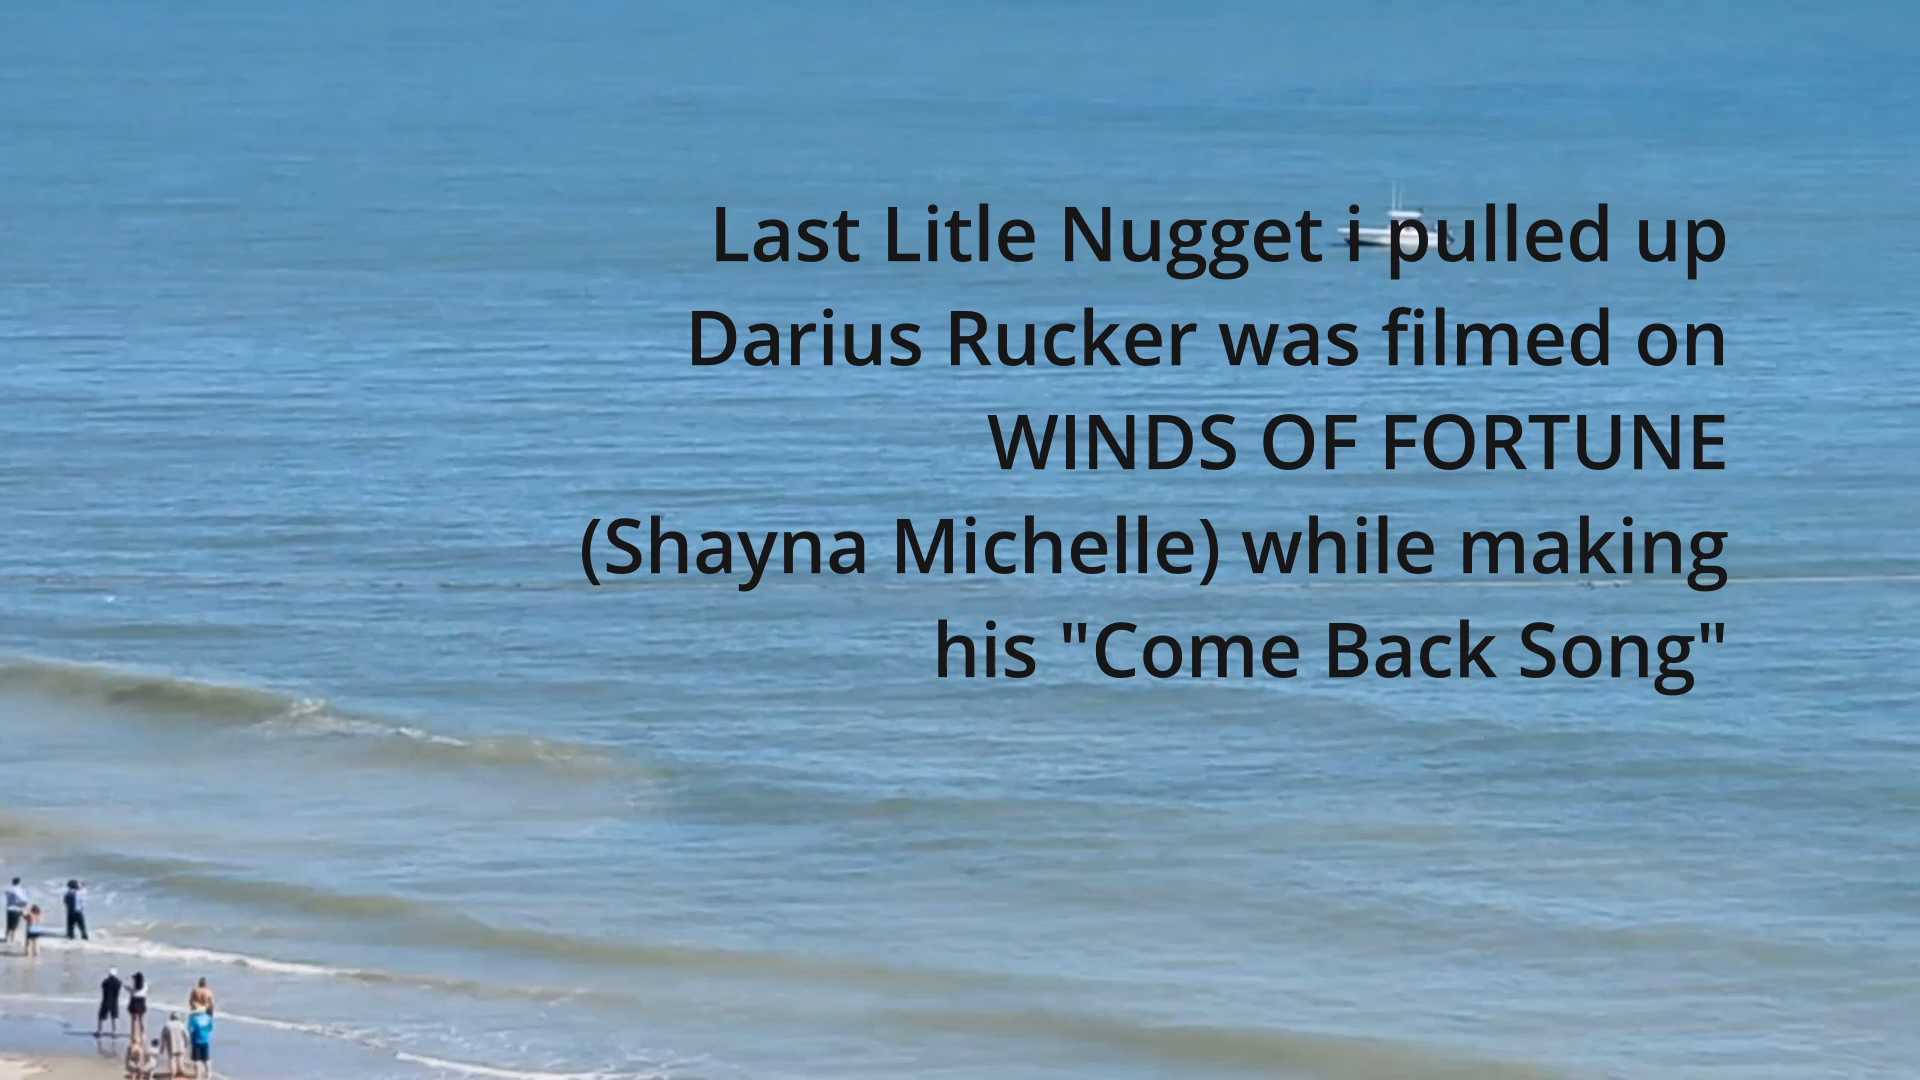 Last Litle Nugget i pulled up
Darius Rucker was filmed on
WINDS OF FORTUNE
(Shayna Michelle) while making
his "Come Back Song"